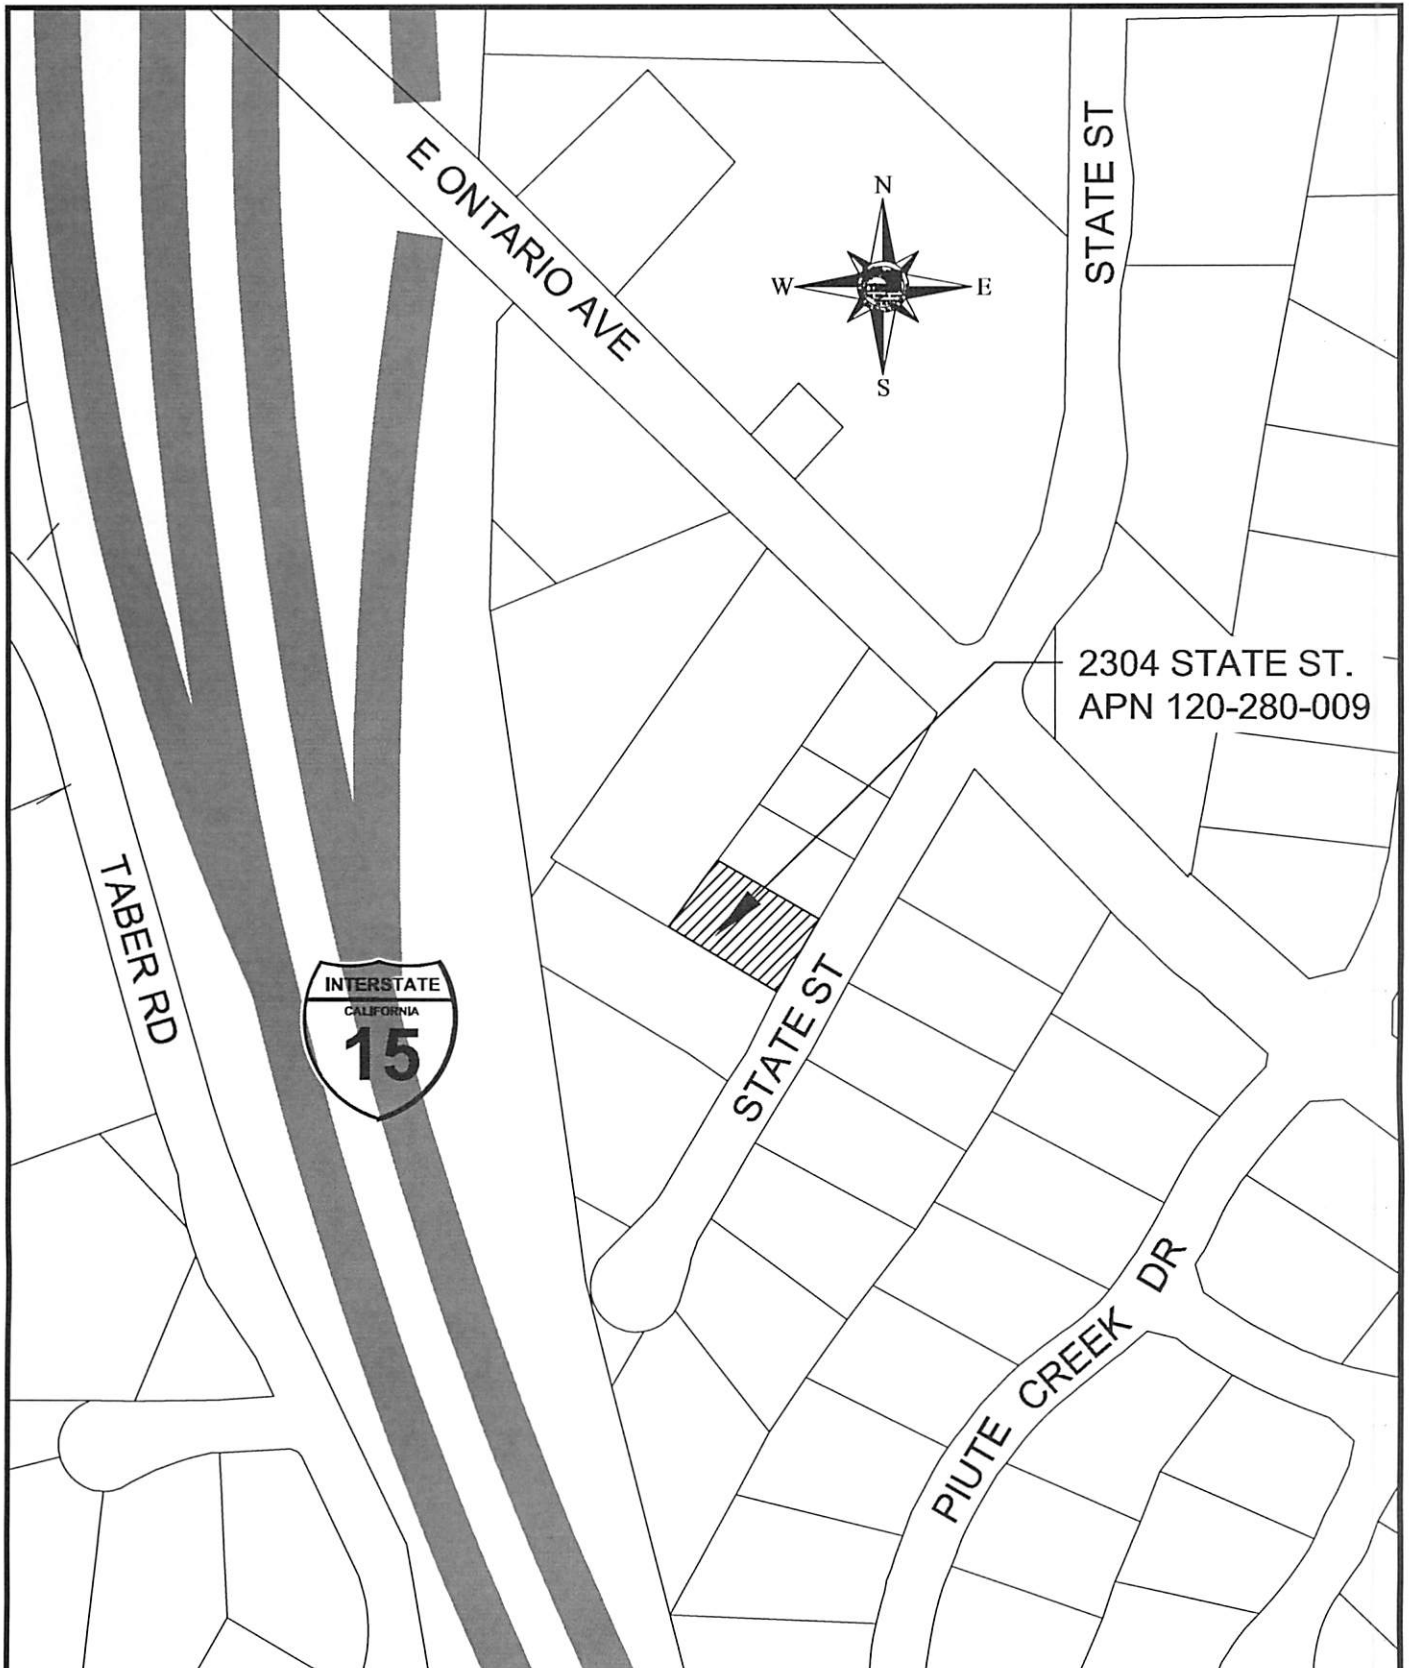 E ONTARIO AVE
STATE ST
N
W
E
S
2304 STATE ST.
APN 120-280-009
TABER RD
INTERSTATE
CALIFORNIA
15
STATE ST
PIUTE CREEK DR